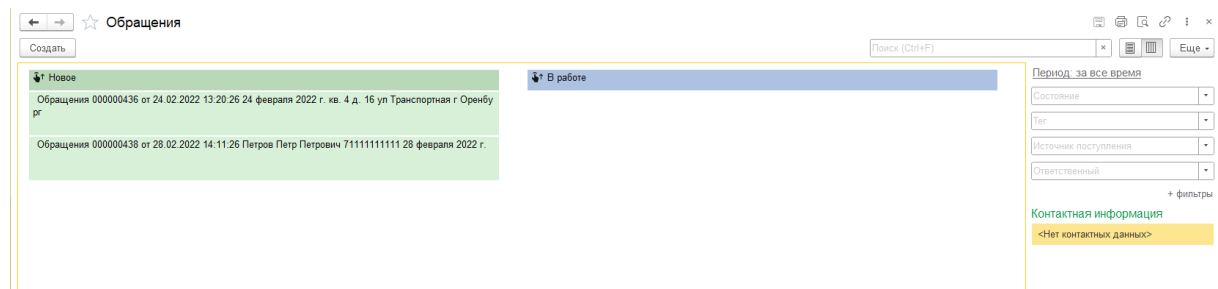 Обращения
Создать
Поиск (Ctrl+F)
×
Еще
Новое
В работе
Обращения 000000436 от 24.02.2022 13:20:26 24 февраля 2022 г. кв. 4 д. 16 ул Транспортная г Оренбу
рг
Обращения 000000438 от 28.02.2022 14:11:26 Петров Петр Петрович 71111111111 28 февраля 2022 г.
Период: за все время
Состояние
Тег
Источник поступления
Ответственный
+ фильтры
Контактная информация
<Нет контактных данных>